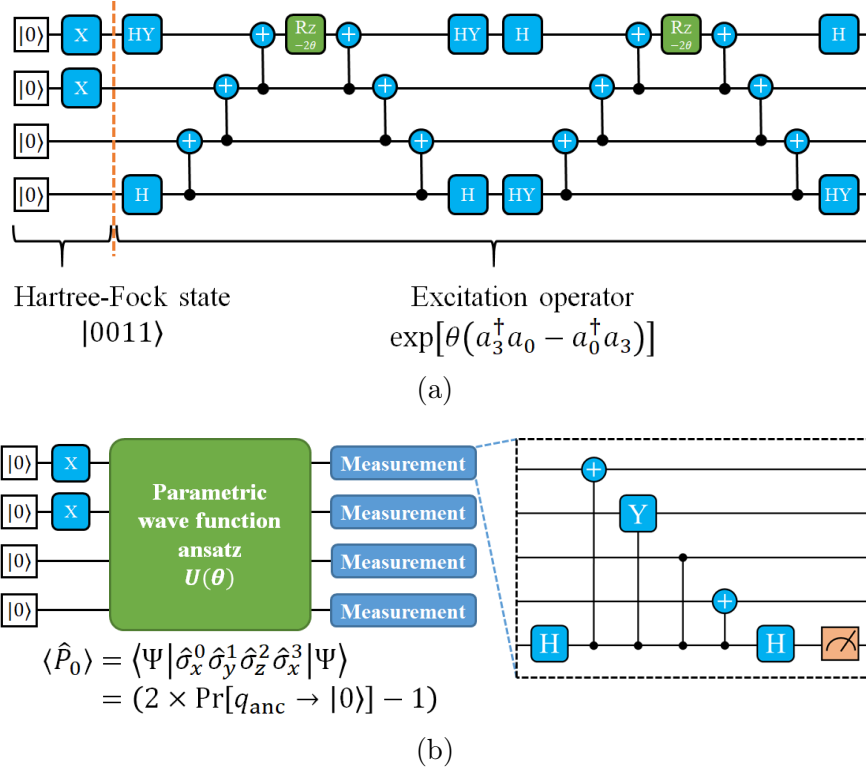 |0⟩ X HY + Rz -2θ + HY H + Rz -2θ + H
|0⟩ X + + + +
|0⟩ + + + +
|0⟩ H H HY HY
Hartree-Fock state Excitation operator
|0011⟩ exp[θ(a₃†a₀ − a₀†a₃)]
(a)
|0⟩ X Measurement +
|0⟩ X Parametric wave function ansatz U(θ) Measurement Y
|0⟩ Measurement
|0⟩ Measurement +
H H
⟨P̂₀⟩ = ⟨Ψ|σ̂ₓ⁰σ̂ᵧ¹σ̂_z²σ̂ₓ³|Ψ⟩
= (2 × Pr[q_anc → |0⟩] − 1)
(b)